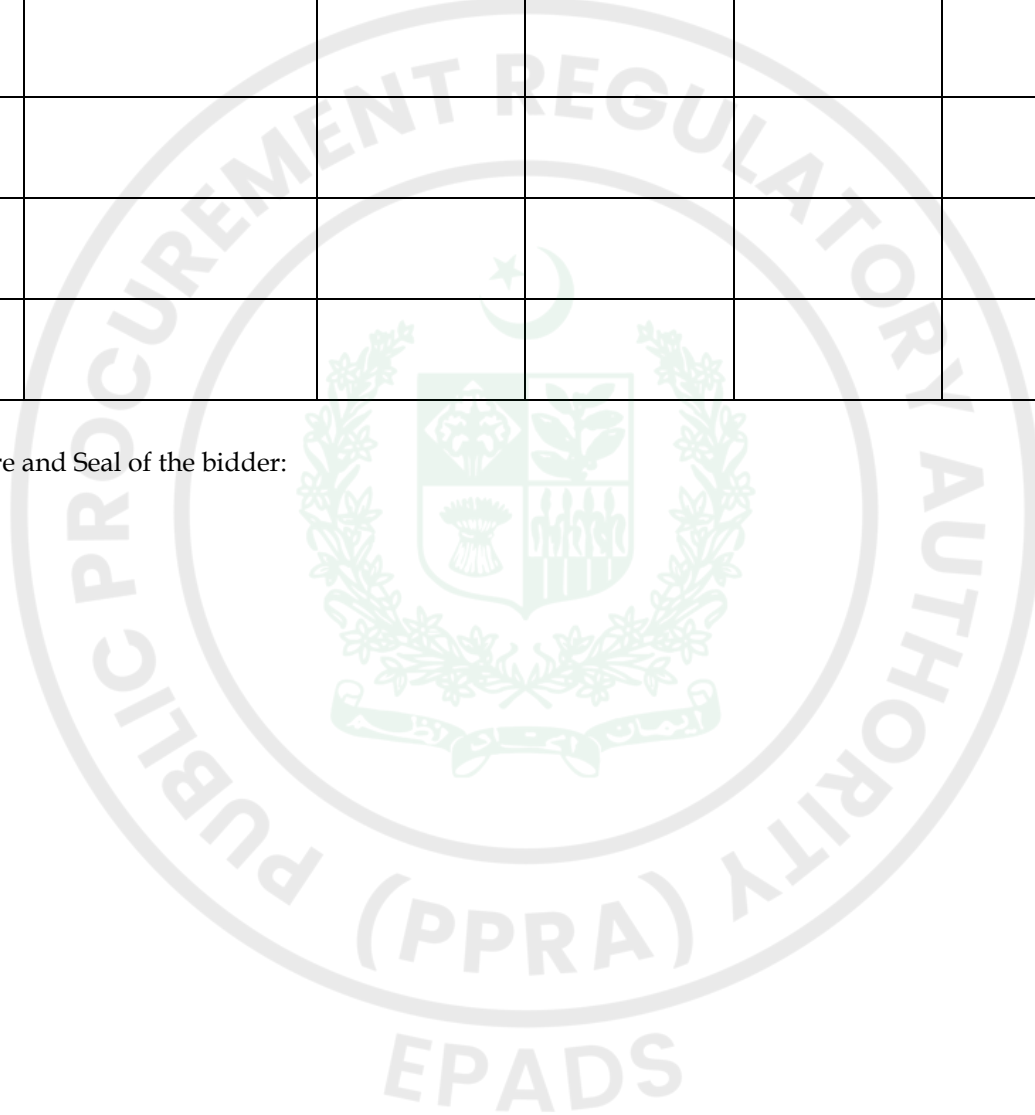 re and Seal of the bidder:
PUBLIC PROCUREMENT REGULATORY AUTHORITY
(PPRA)
EPADS